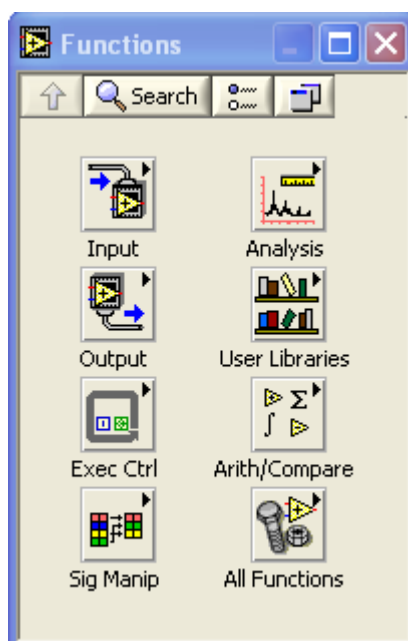 Functions
Search
Input
Analysis
Output
User Libraries
Exec Ctrl
Arith/Compare
Sig Manip
All Functions